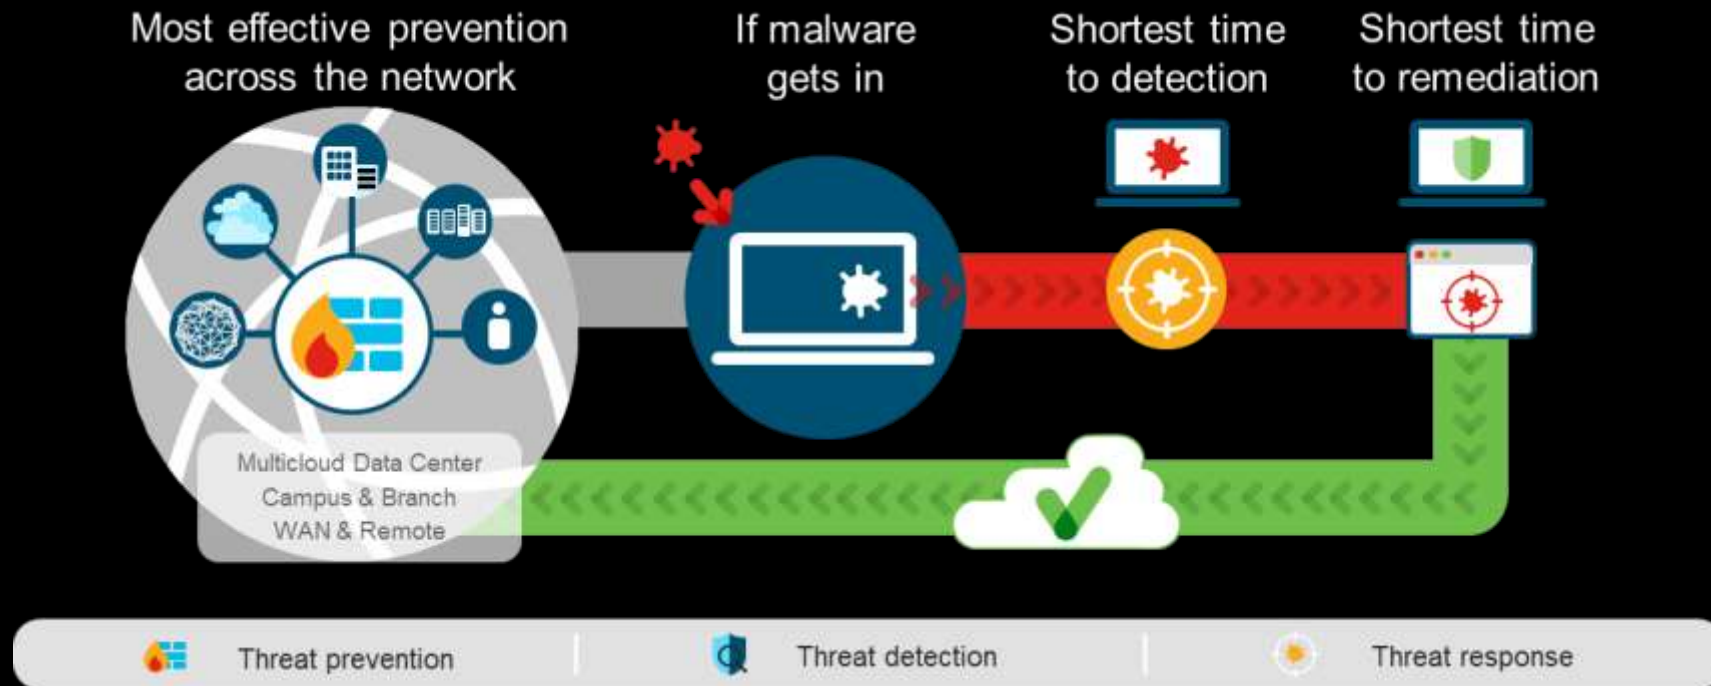 Most effective prevention
across the network
If malware
gets in
Shortest time
to detection
Shortest time
to remediation
Multicloud Data Center
Campus & Branch
WAN & Remote
Threat prevention
Threat detection
Threat response